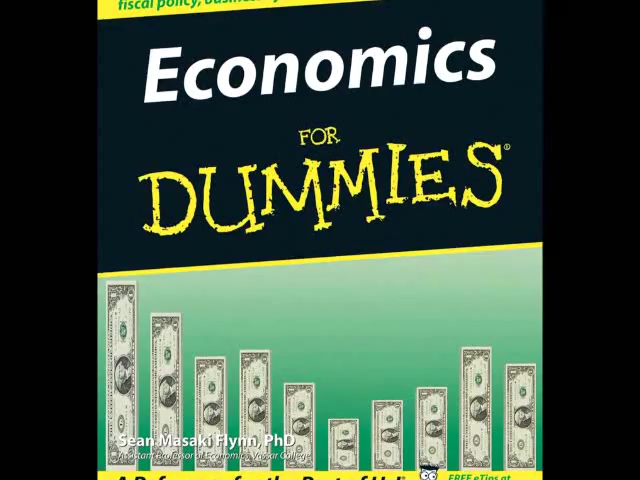 fiscal policy,
Economics
FOR
DUMMIES®
Sean Masaki Flynn, PhD
Assistant Professor of Economics, Vassar College
A Reference for the Rest of Us!®
FREE eTips at